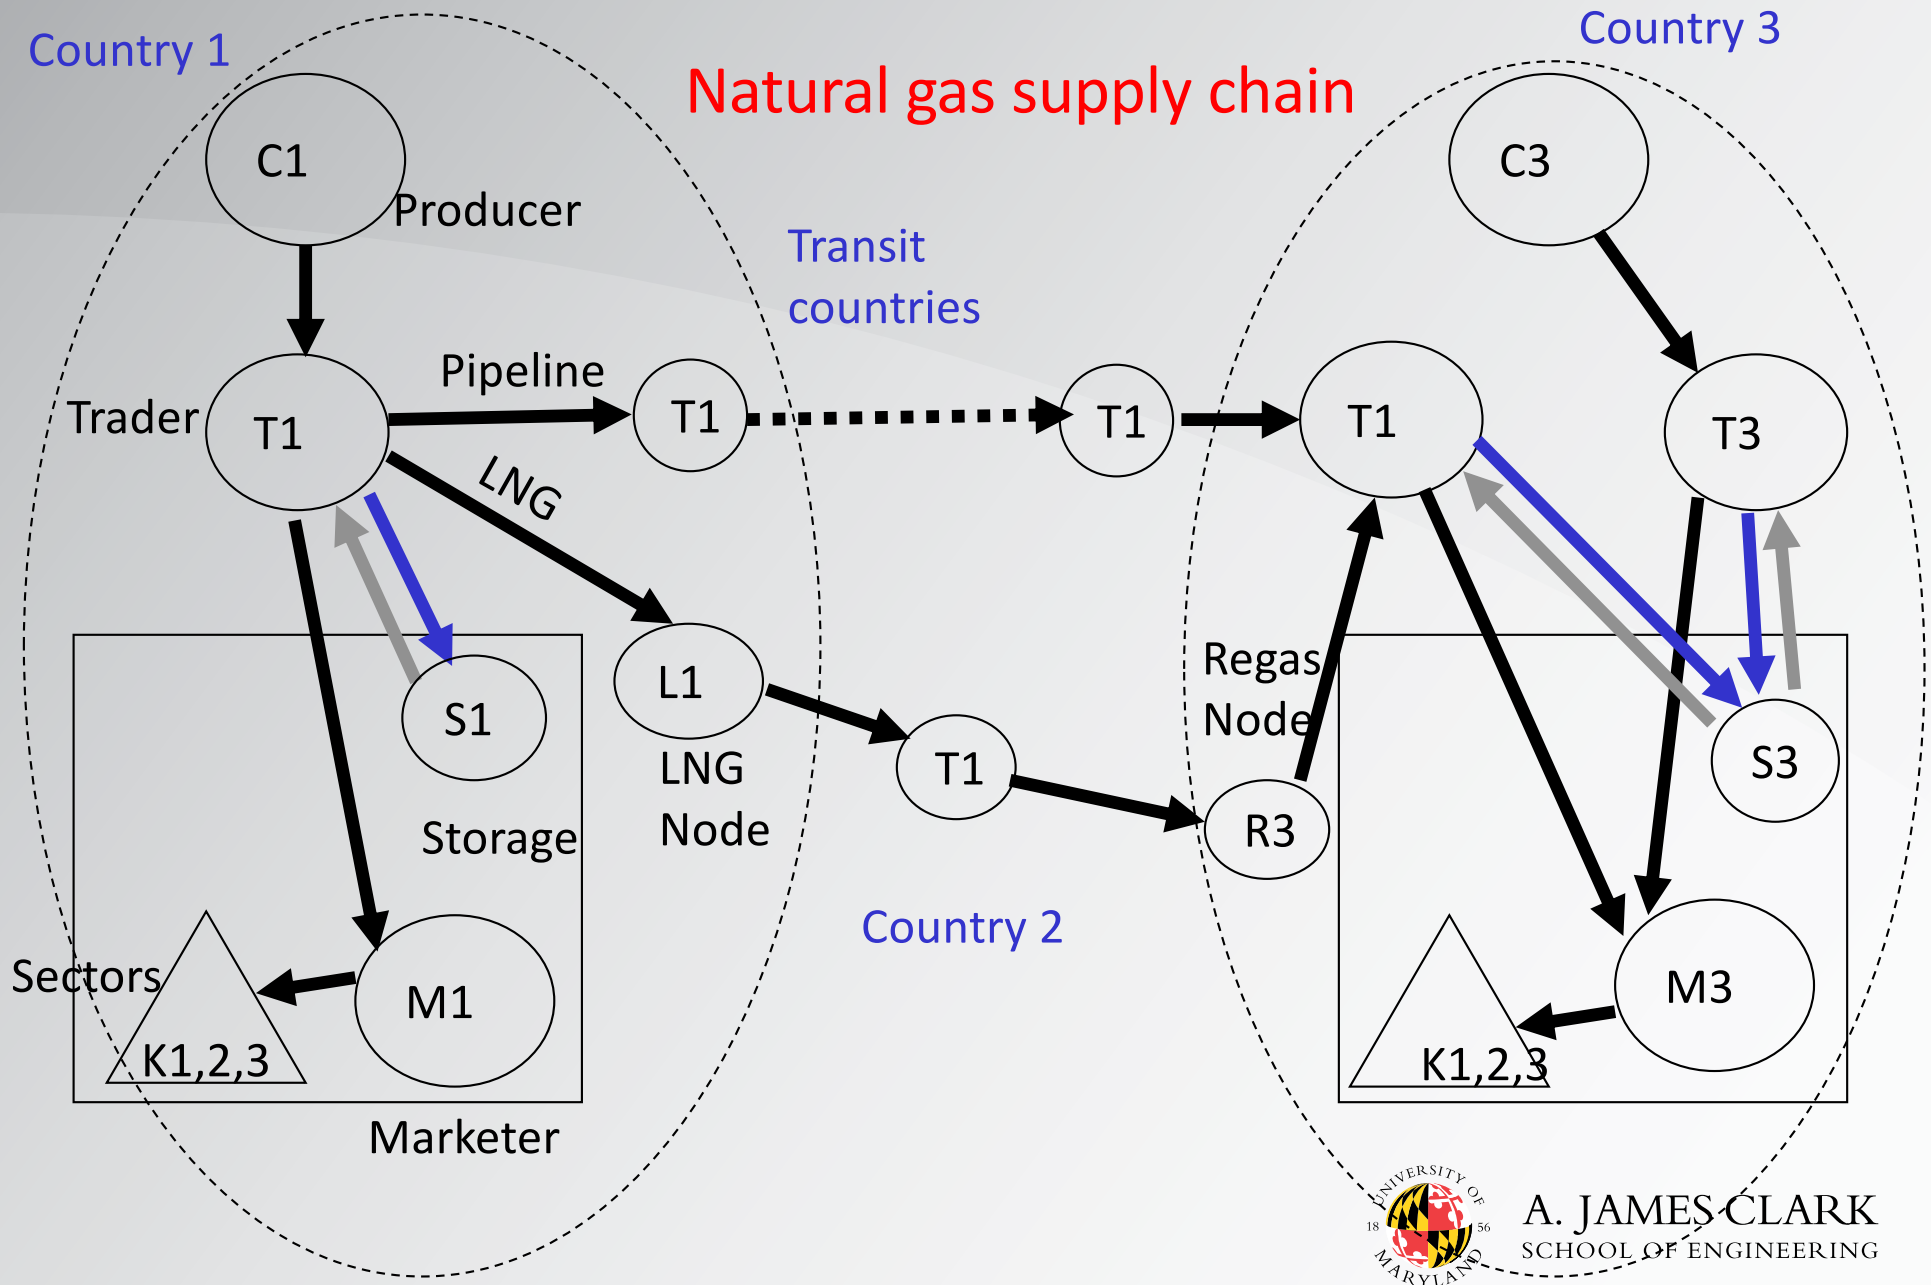 Country 1
Country 3
Natural gas supply chain
C1
C3
Producer
Transit
countries
Pipeline
Trader
T1
T1
T1
T1
T3
LNG
Regas
Node
L1
S1
LNG
Node
T1
S3
R3
Storage
Country 2
Sectors
M1
M3
K1,2,3
K1,2,3
Marketer
UNIVERSITY OF
18 56
MARYLAND
A. JAMES CLARK
SCHOOL OF ENGINEERING